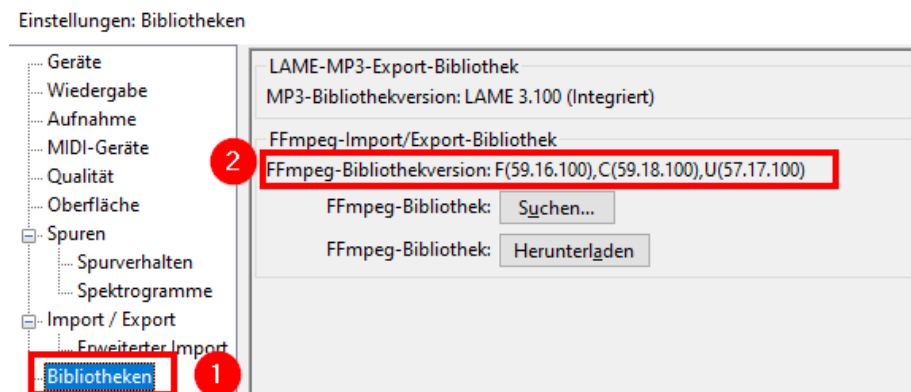 Einstellungen: Bibliotheken
Geräte
Wiedergabe
Aufnahme
MIDI-Geräte
Qualität
Oberfläche
Spuren
Spurverhalten
Spektrogramme
Import / Export
Erweiterter Import
Bibliotheken
1
LAME-MP3-Export-Bibliothek
MP3-Bibliothekversion: LAME 3.100 (Integriert)
FFmpeg-Import/Export-Bibliothek
2
FFmpeg-Bibliothekversion: F(59.16.100),C(59.18.100),U(57.17.100)
FFmpeg-Bibliothek: Suchen...
FFmpeg-Bibliothek: Herunterladen